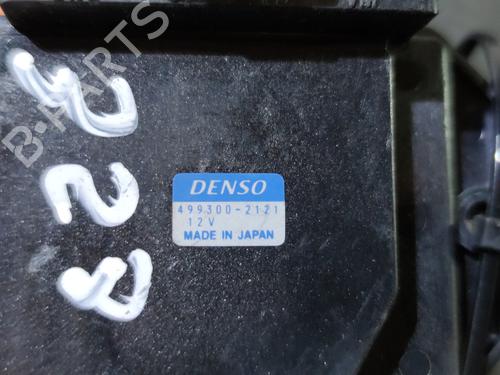 B-PARTS
DENSO
499300-2121
12V
MADE IN JAPAN